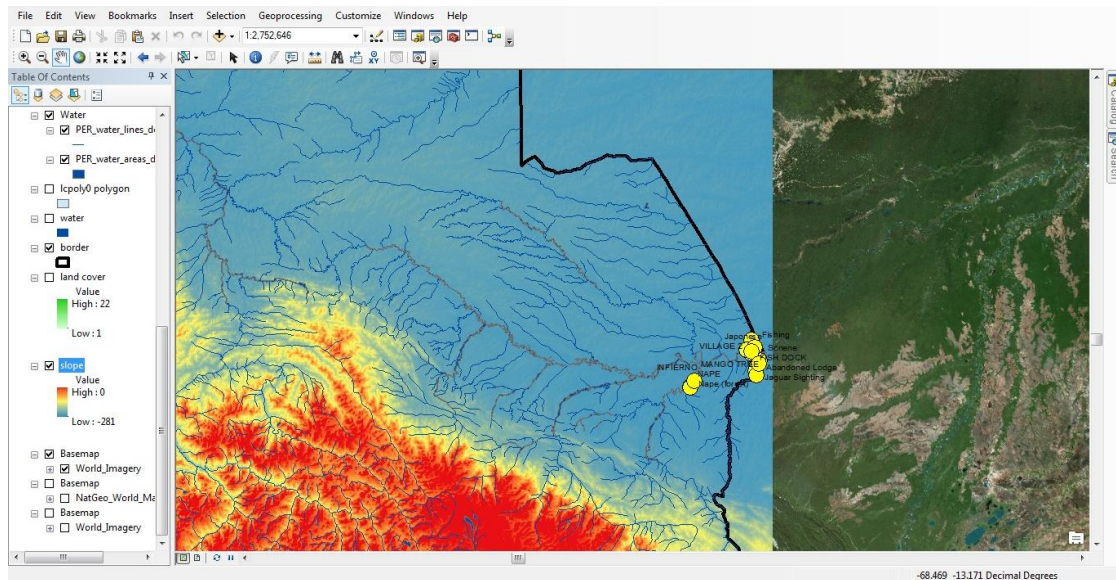 File Edit View Bookmarks Insert Selection Geoprocessing Customize Windows Help
1:2,752,646
Table Of Contents
Water
PER_water_lines_d
PER_water_areas_d
lcpoly0 polygon
water
border
land cover
Value
High : 22
Low : 1
slope
Value
High : 0
Low : -281
Basemap
World_Imagery
Basemap
NatGeo_World_Ma
Basemap
World_Imagery
Fishing
VILLAGE
Sonene
FISH DOCK
INFIERNO
MANGO TREE
Abandoned Lodge
NAPE
Jaguar Sighting
Catalog
Search
-68.469 -13.171 Decimal Degrees